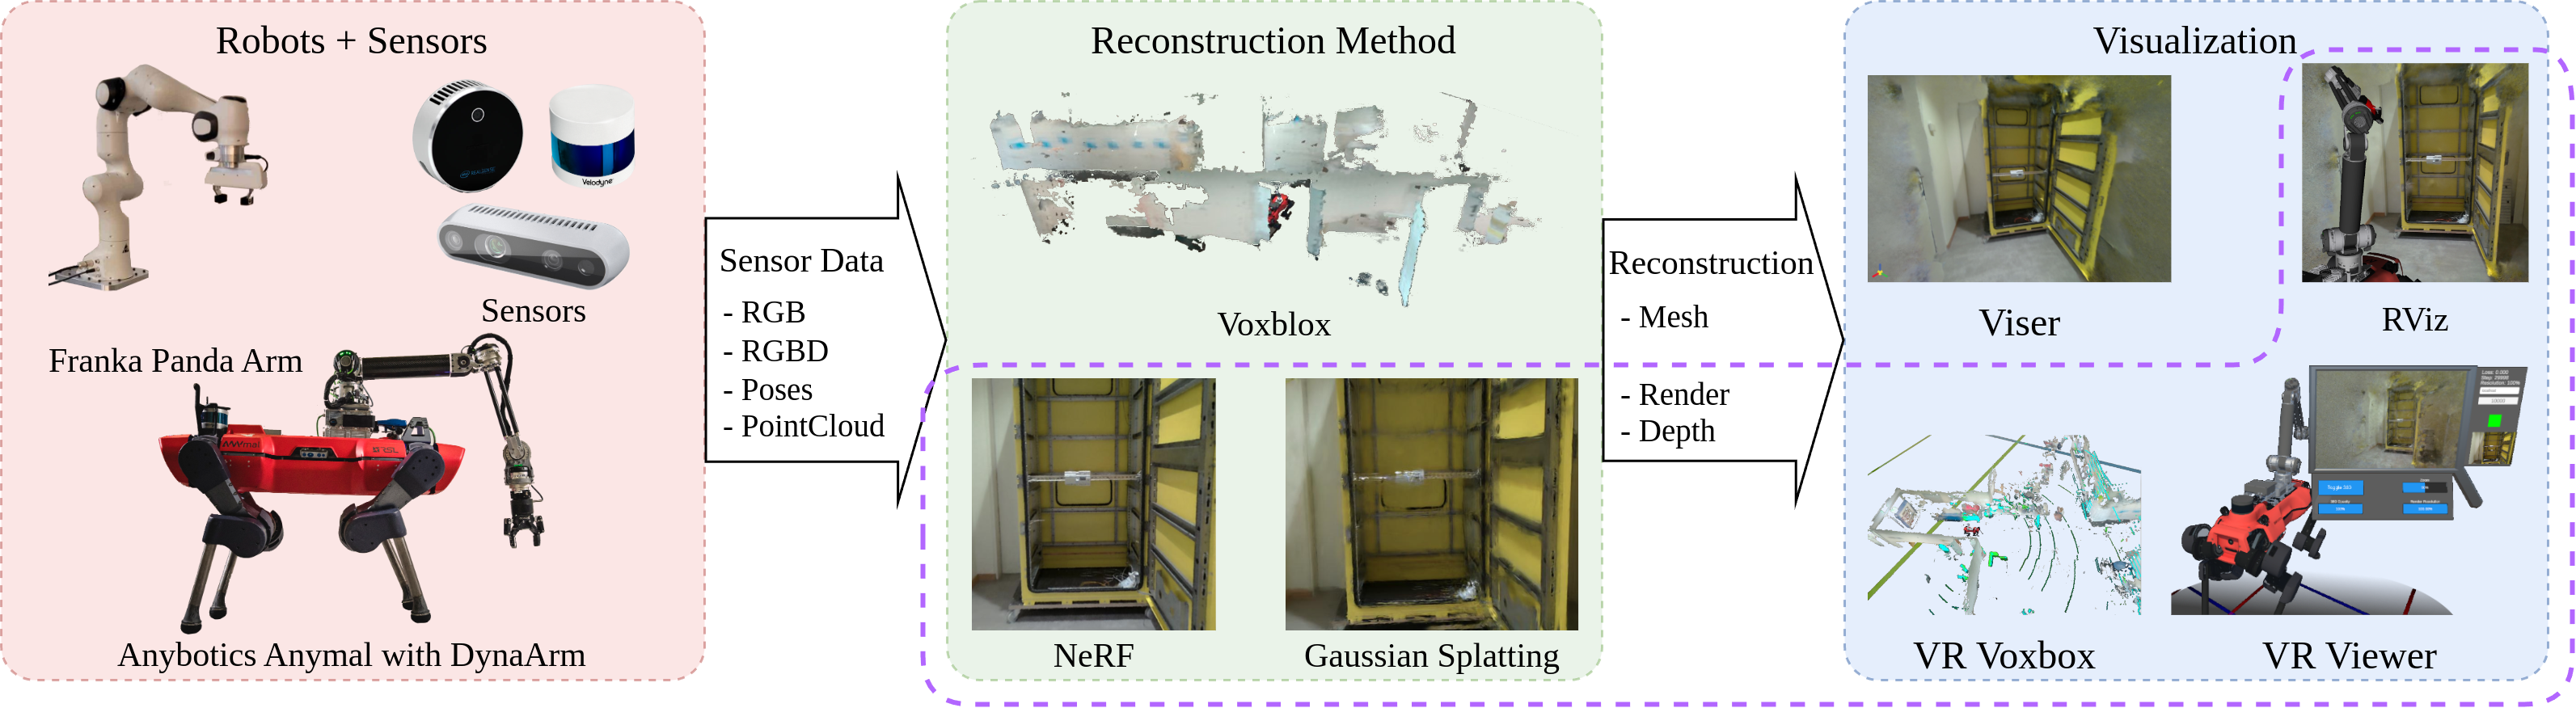 Robots + Sensors
Velodyne
Sensors
Franka Panda Arm
Anybotics Anymal with DynaArm
Sensor Data
- RGB
- RGBD
- Poses
- PointCloud
Reconstruction Method
Voxblox
NeRF
Gaussian Splatting
Reconstruction
- Mesh
- Render
- Depth
Visualization
Viser
RViz
VR Voxbox
VR Viewer